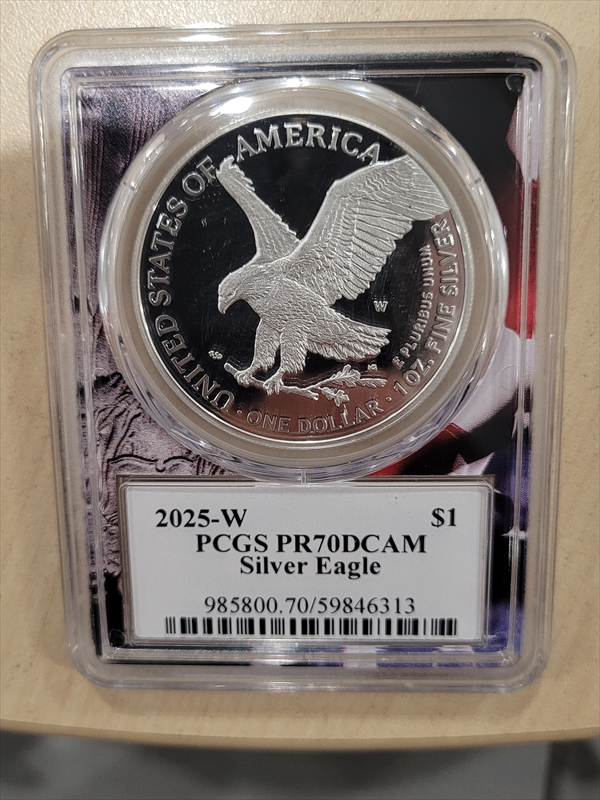 UNITED STATES OF AMERICA
W
E PLURIBUS UNUM
1 OZ. FINE SILVER
· ONE DOLLAR ·
2025-W $1
PCGS PR70DCAM
Silver Eagle
985800.70/59846313